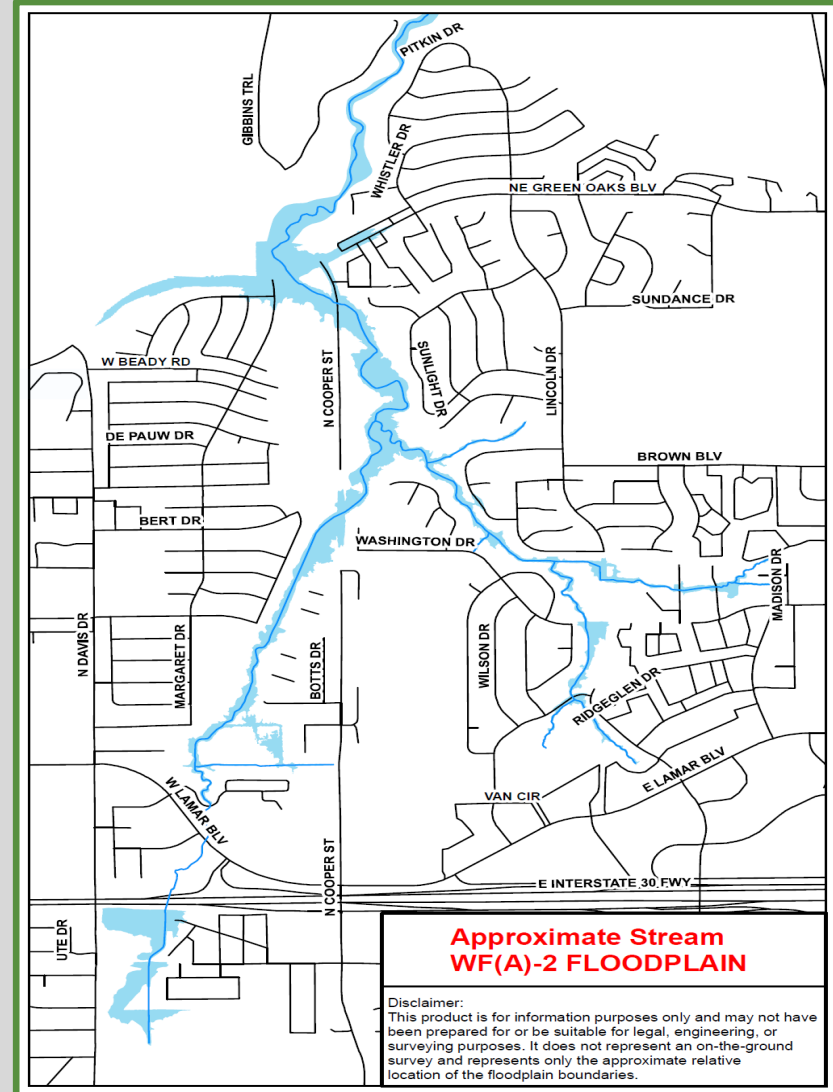 PITKIN DR
GIBBINS TRL
WHISTLER DR
NE GREEN OAKS BLV
SUNDANCE DR
W BEADY RD
N COOPER ST
SUNLIGHT DR
LINCOLN DR
DE PAUW DR
BROWN BLV
BERT DR
WASHINGTON DR
MADISON DR
N DAVIS DR
MARGARET DR
BOTTS DR
WILSON DR
RIDGEGLEN DR
W LAMAR BLV
E LAMAR BLV
VAN CIR
N COOPER ST
E INTERSTATE 30 FWY
UTE DR
Approximate Stream
WF(A)-2 FLOODPLAIN
Disclaimer:
This product is for information purposes only and may not have
been prepared for or be suitable for legal, engineering, or
surveying purposes. It does not represent an on-the-ground
survey and represents only the approximate relative
location of the floodplain boundaries.